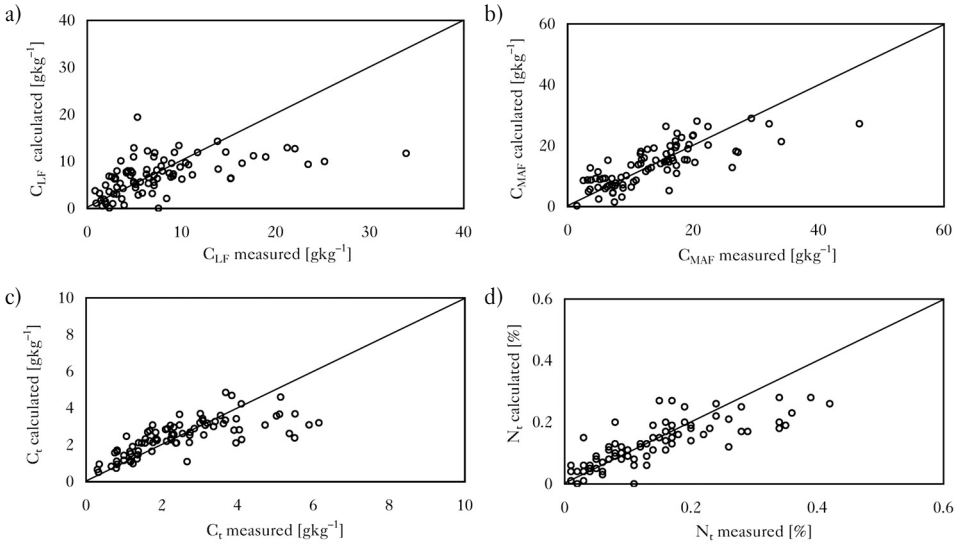 a)
40
30
20
10
0
0 10 20 30 40
C_LF calculated [gkg⁻¹]
C_LF measured [gkg⁻¹]
b)
60
40
20
0
0 20 40 60
C_MAF calculated [gkg⁻¹]
C_MAF measured [gkg⁻¹]
c)
10
8
6
4
2
0
0 2 4 6 8 10
C_t calculated [gkg⁻¹]
C_t measured [gkg⁻¹]
d)
0.6
0.4
0.2
0
0 0.2 0.4 0.6
N_t calculated [%]
N_t measured [%]